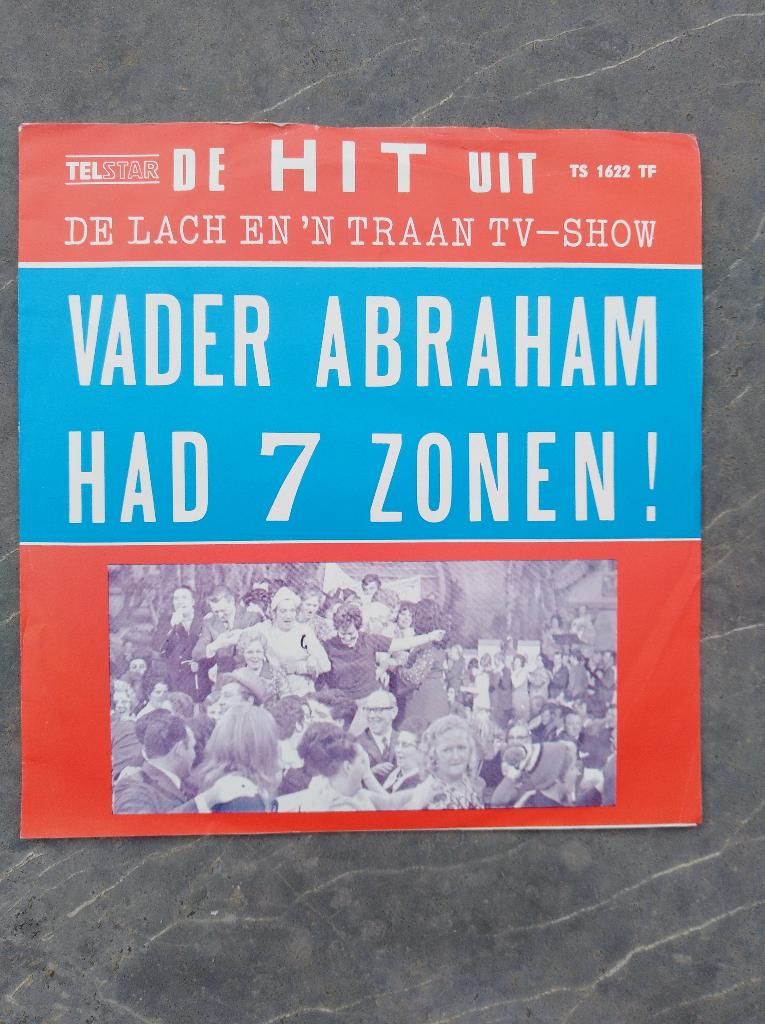 TELSTAR DE HIT UIT TS 1622 TF
DE LACH EN 'N TRAAN TV-SHOW
VADER ABRAHAM
HAD 7 ZONEN!